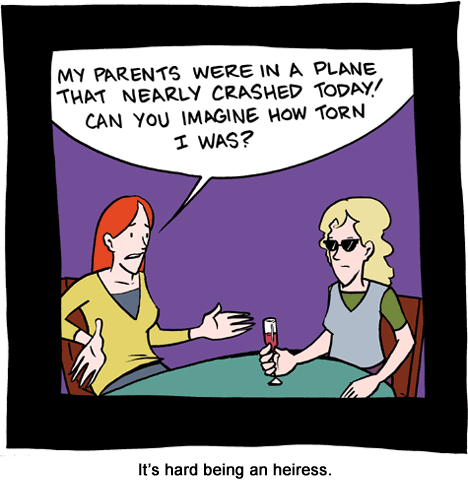 MY PARENTS WERE IN A PLANE
THAT NEARLY CRASHED TODAY!
CAN YOU IMAGINE HOW TORN
I WAS?
It's hard being an heiress.